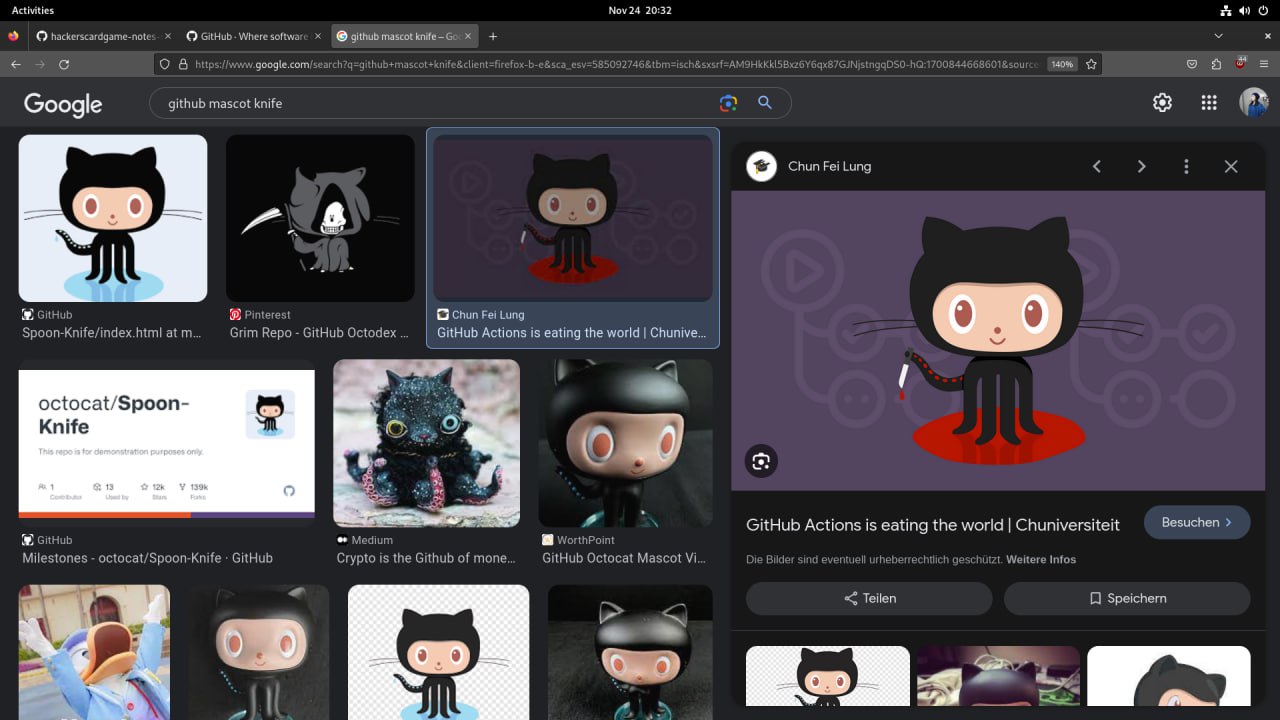 Activities
Nov 24 20:32
hackerscardgame-notes-
GitHub · Where software
github mascot knife – Goo
https://www.google.com/search?q=github+mascot+knife&client=firefox-b-e&sca_esv=585092746&tbm=isch&sxsrf=AM9HkKkl5Bxz6Y6qx87GJNjstngqDS0-hQ:1700844668601&source
140%
44
Google
github mascot knife
Chun Fei Lung
GitHub
Spoon-Knife/index.html at m...
Pinterest
Grim Repo - GitHub Octodex ...
Chun Fei Lung
GitHub Actions is eating the world | Chunive...
octocat/Spoon-
Knife
This repo is for demonstration purposes only.
1
Contributor
13
Used by
12k
Stars
139k
Forks
GitHub
Milestones - octocat/Spoon-Knife · GitHub
Medium
Crypto is the Github of mone...
WorthPoint
GitHub Octocat Mascot Vi...
GitHub Actions is eating the world | Chuniversiteit
Besuchen
Die Bilder sind eventuell urheberrechtlich geschützt. Weitere Infos
Teilen
Speichern